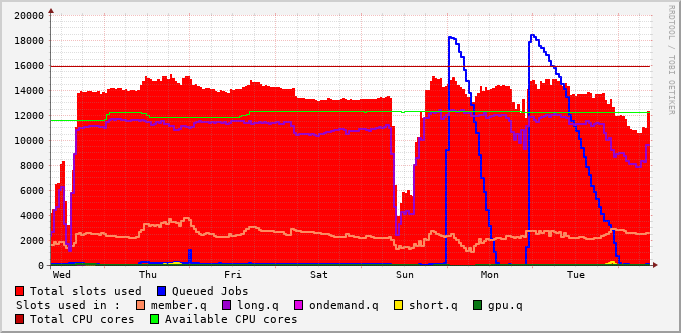 RRDTOOL / TOBI OETIKER
20000
18000
16000
14000
12000
10000
8000
6000
4000
2000
0
Wed Thu Fri Sat Sun Mon Tue
Total slots used Queued Jobs
Slots used in : member.q long.q ondemand.q short.q gpu.q
Total CPU cores Available CPU cores